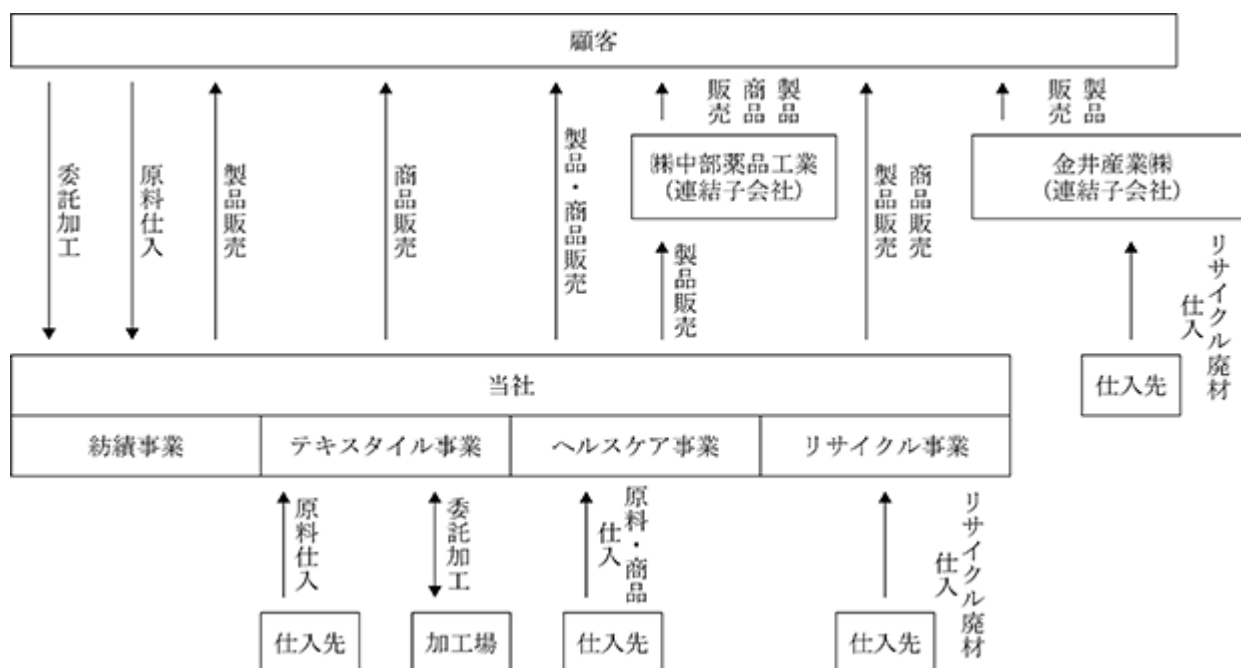 顧客
委託加工
原料仕入
製品販売
商品販売
製品・商品販売
製品
商品
販売
㈱中部薬品工業
(連結子会社)
製品販売
商品販売
製品販売
製品
販売
金井産業㈱
(連結子会社)
リサイクル廃材
仕入
仕入先
当社
紡績事業
テキスタイル事業
ヘルスケア事業
リサイクル事業
原料仕入
委託加工
原料・商品
仕入
リサイクル廃材
仕入
仕入先
加工場
仕入先
仕入先